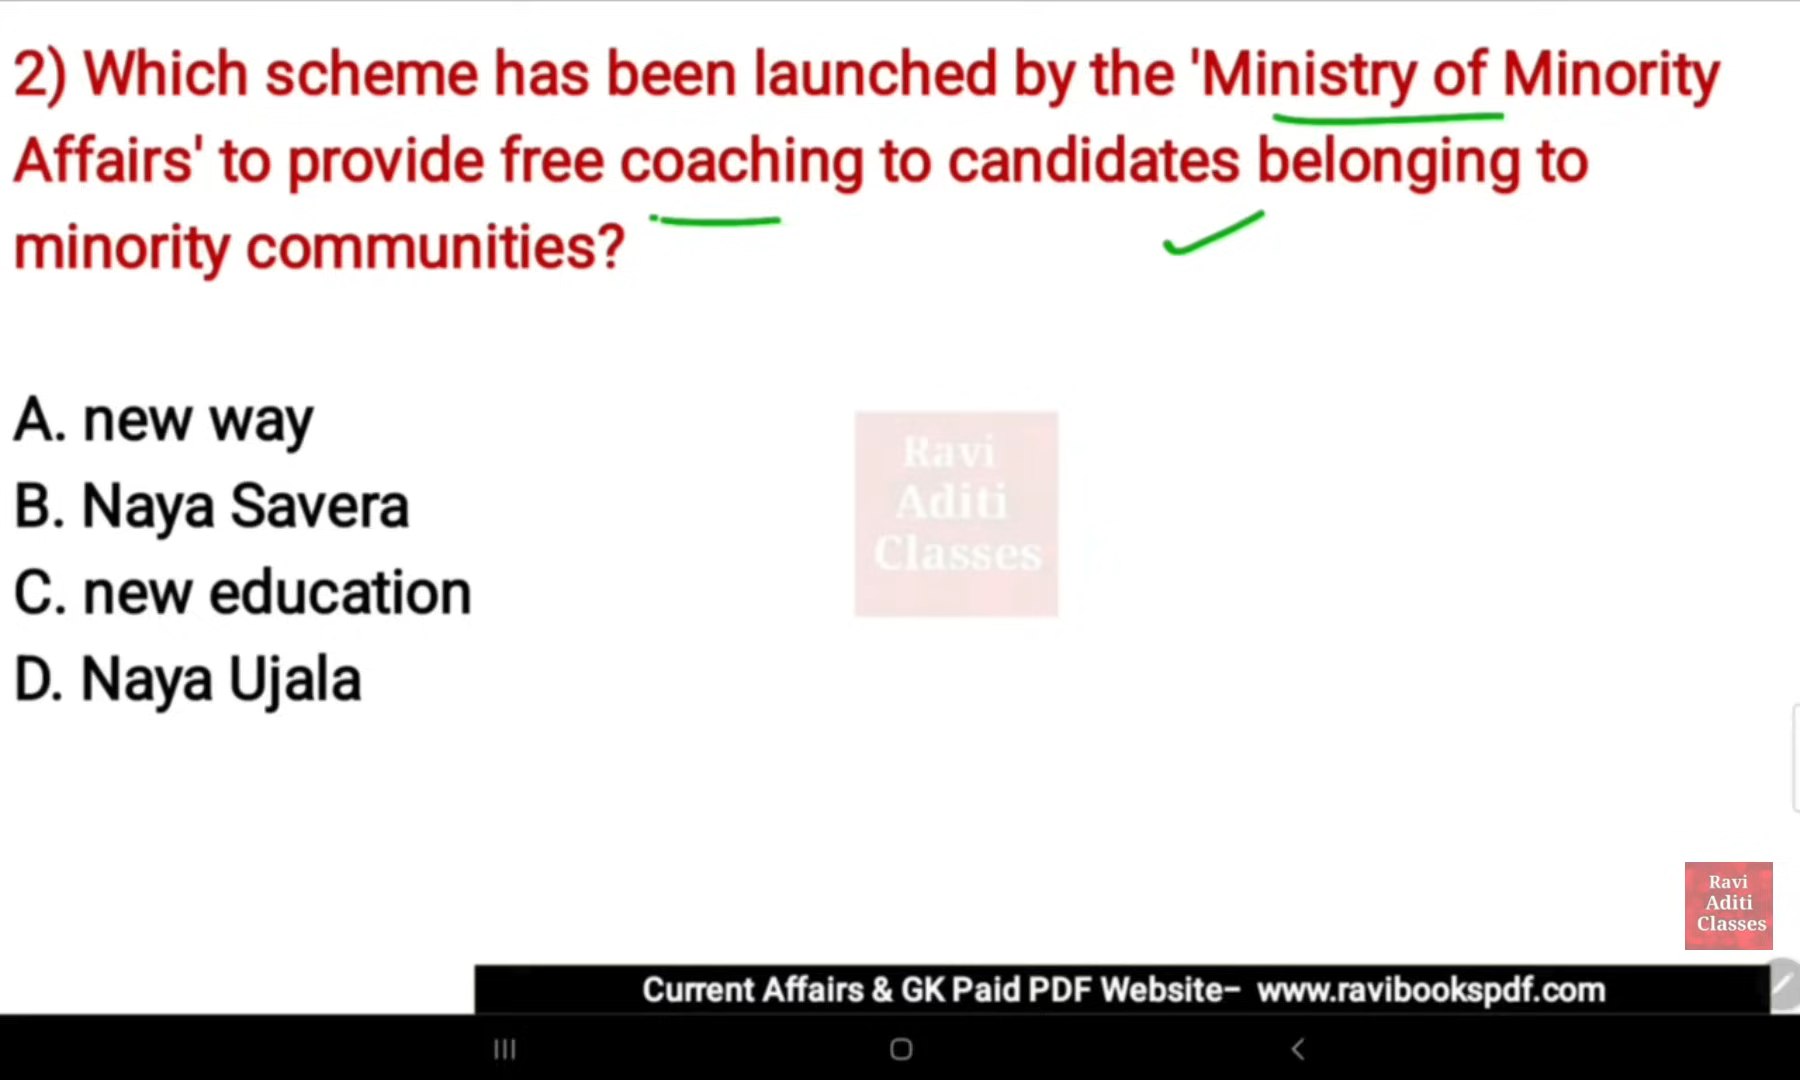 2) Which scheme has been launched by the 'Ministry of Minority
Affairs' to provide free coaching to candidates belonging to
minority communities?
A. new way
B. Naya Savera
C. new education
D. Naya Ujala
Ravi
Aditi
Classes
Ravi
Aditi
Classes
Current Affairs & GK Paid PDF Website- www.ravibookspdf.com